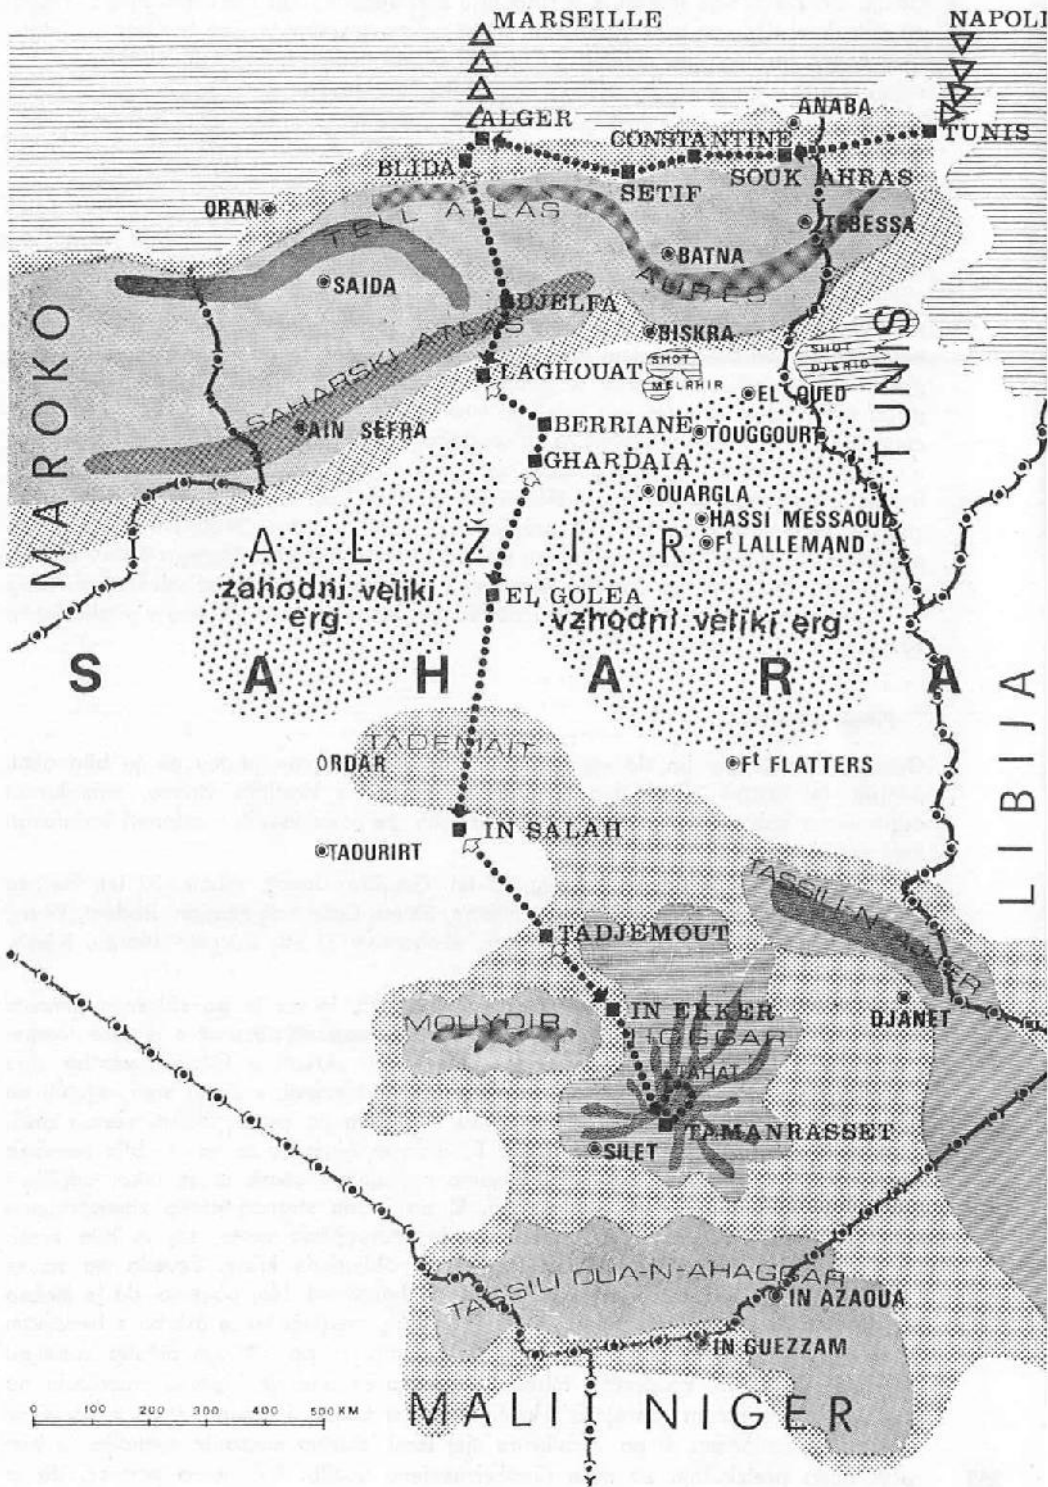 MARSEILLE
NAPOLI
ANABA
ALGER
CONSTANTINE
TUNIS
BLIDA
SETIF
SOUK AHRAS
ORAN
TELL ATLAS
TEBESSA
BATNA
SAIDA
AURES
DJELFA
BISKRA
MAROKO
SAHARSKI ATLAS
TUNIS
SHOT
DJERID
LAGHOUAT
SHOT
MELRHIR
EL OUED
AIN SEFRA
BERRIANE
TOUGGOURT
GHARDAIA
OUARGLA
HASSI MESSAOUD
ALŽIR
Ft LALLEMAND
zahodni veliki
erg
EL GOLEA
vzhodni veliki erg
SAHARA
LIBIJA
TADEMAIT
ORDAR
Ft FLATTERS
IN SALAH
TAOURIRT
TADJEMOUT
IN EKKER
DJANET
MOUYDIR
HOGGAR
TAHAT
TAMANRASSET
SILET
TASSILI OUA-N-AHAGGAR
IN AZAOUA
IN GUEZZAM
MALI NIGER
0 100 200 300 500 KM